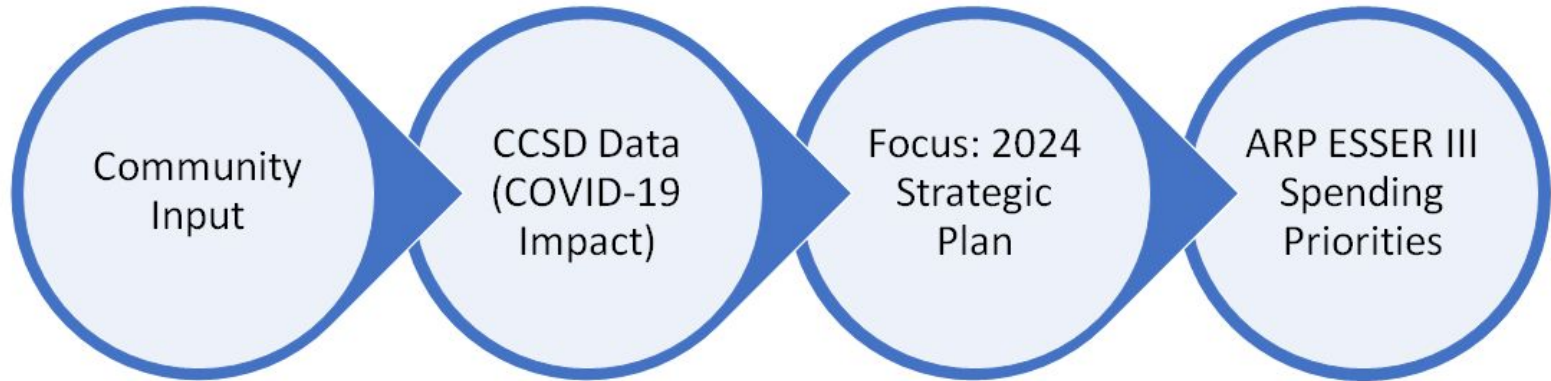 Community
Input
CCSD Data
(COVID-19
Impact)
Focus: 2024
Strategic
Plan
ARP ESSER III
Spending
Priorities